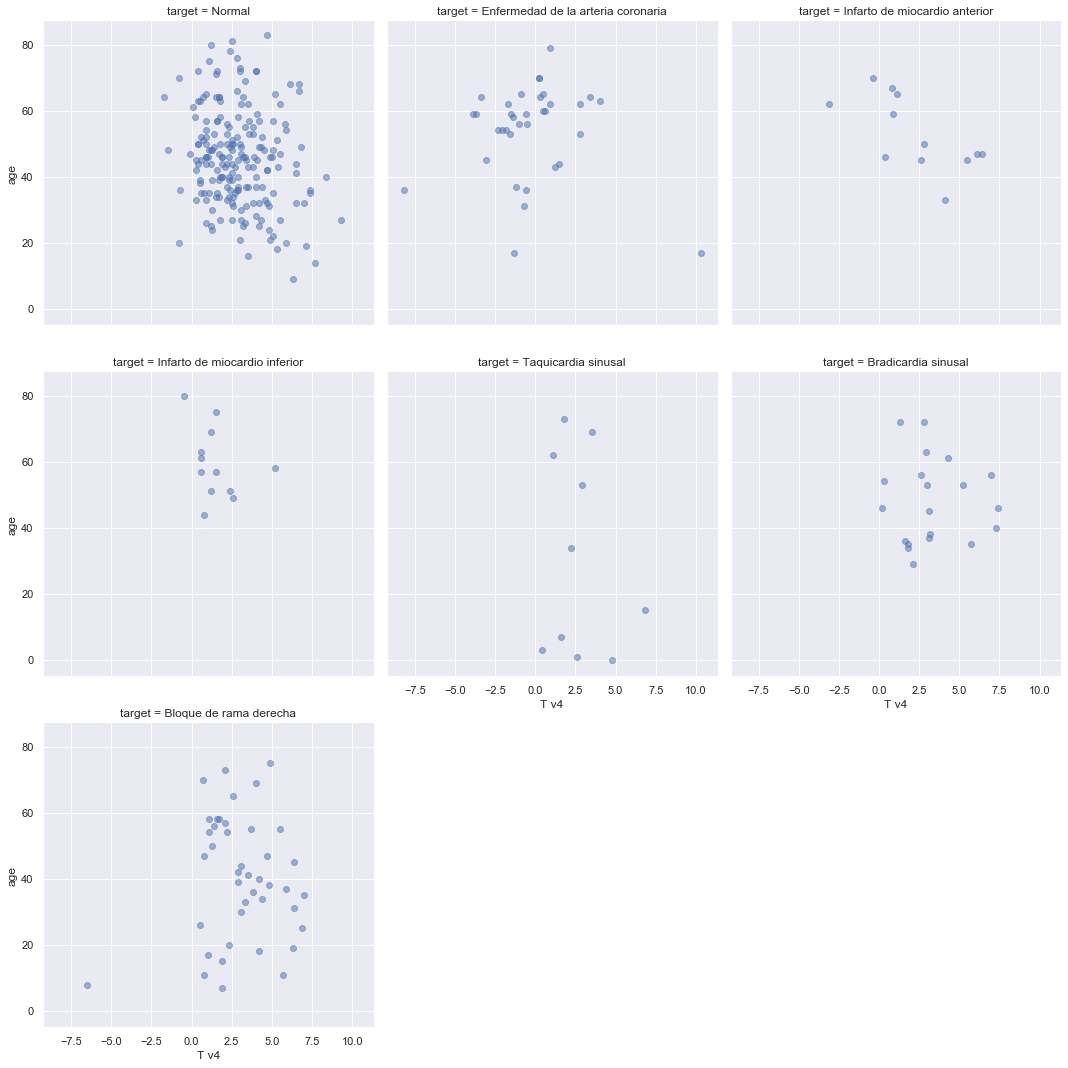 target = Normal
target = Enfermedad de la arteria coronaria
target = Infarto de miocardio anterior
80
60
40
20
0
age
target = Infarto de miocardio inferior
target = Taquicardia sinusal
target = Bradicardia sinusal
80
60
40
20
0
age
−7.5 −5.0 −2.5 0.0 2.5 5.0 7.5 10.0
T v4
−7.5 −5.0 −2.5 0.0 2.5 5.0 7.5 10.0
T v4
target = Bloque de rama derecha
80
60
40
20
0
age
−7.5 −5.0 −2.5 0.0 2.5 5.0 7.5 10.0
T v4